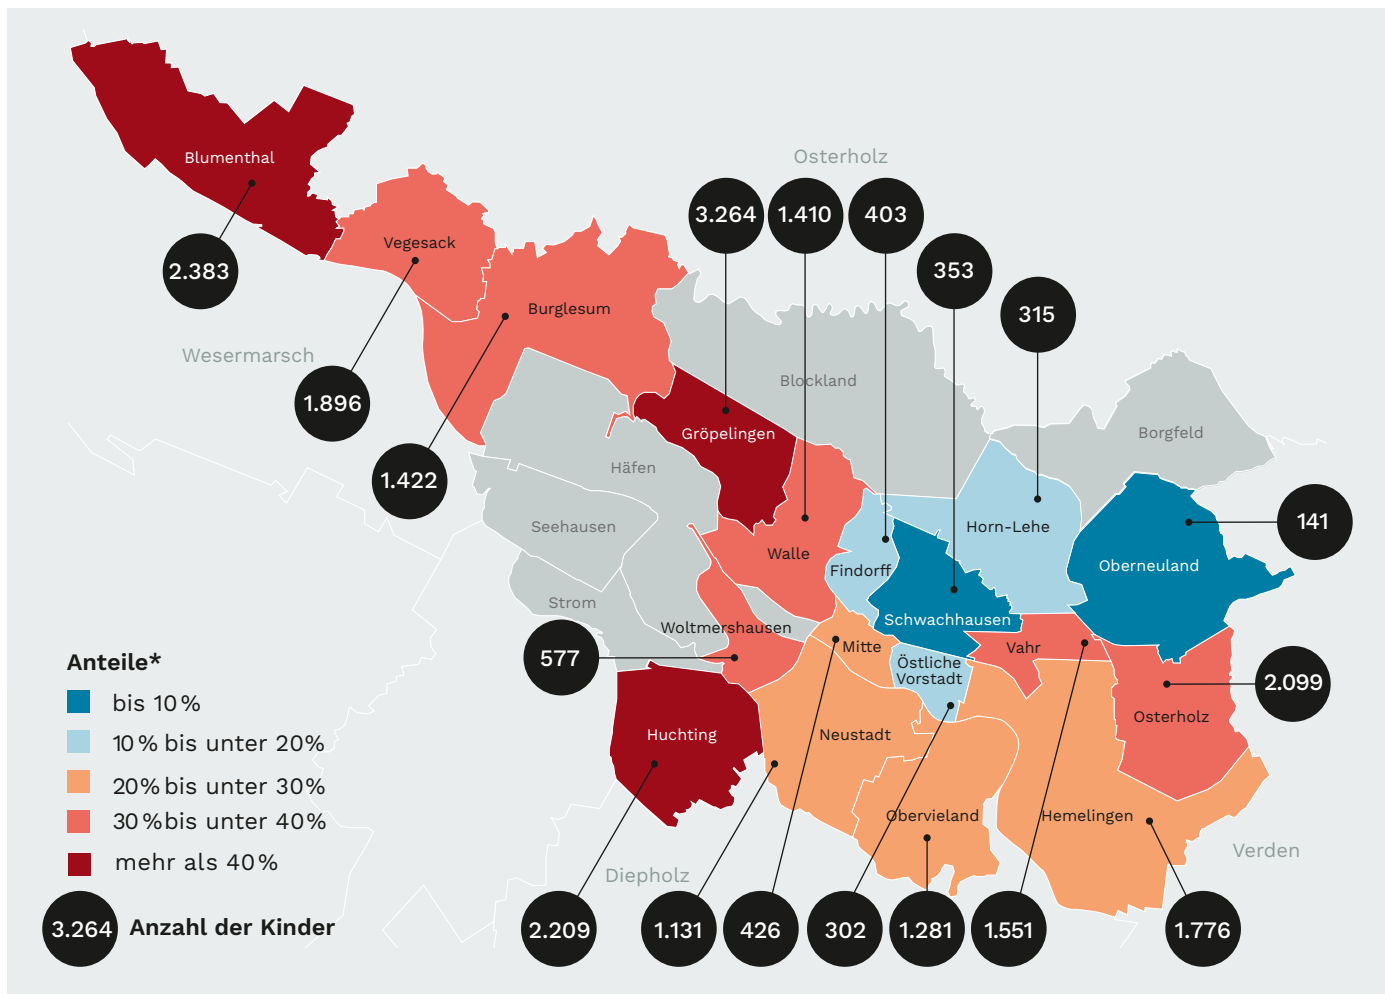 Osterholz
3.264
1.410
403
Blumenthal
353
Vegesack
2.383
315
Burglesum
Wesermarsch
Blockland
1.896
Gröpelingen
Borgfeld
Häfen
1.422
Seehausen
Horn-Lehe
141
Walle
Findorff
Oberneuland
Strom
Woltmershausen
Schwachhausen
577
Mitte
Vahr
Östliche
Vorstadt
2.099
Osterholz
Huchting
Neustadt
Obervieland
Hemelingen
Verden
Diepholz
Anteile*
bis 10 %
10 % bis unter 20%
20% bis unter 30%
30 % bis unter 40%
mehr als 40 %
3.264
Anzahl der Kinder
2.209
1.131
426
302
1.281
1.551
1.776